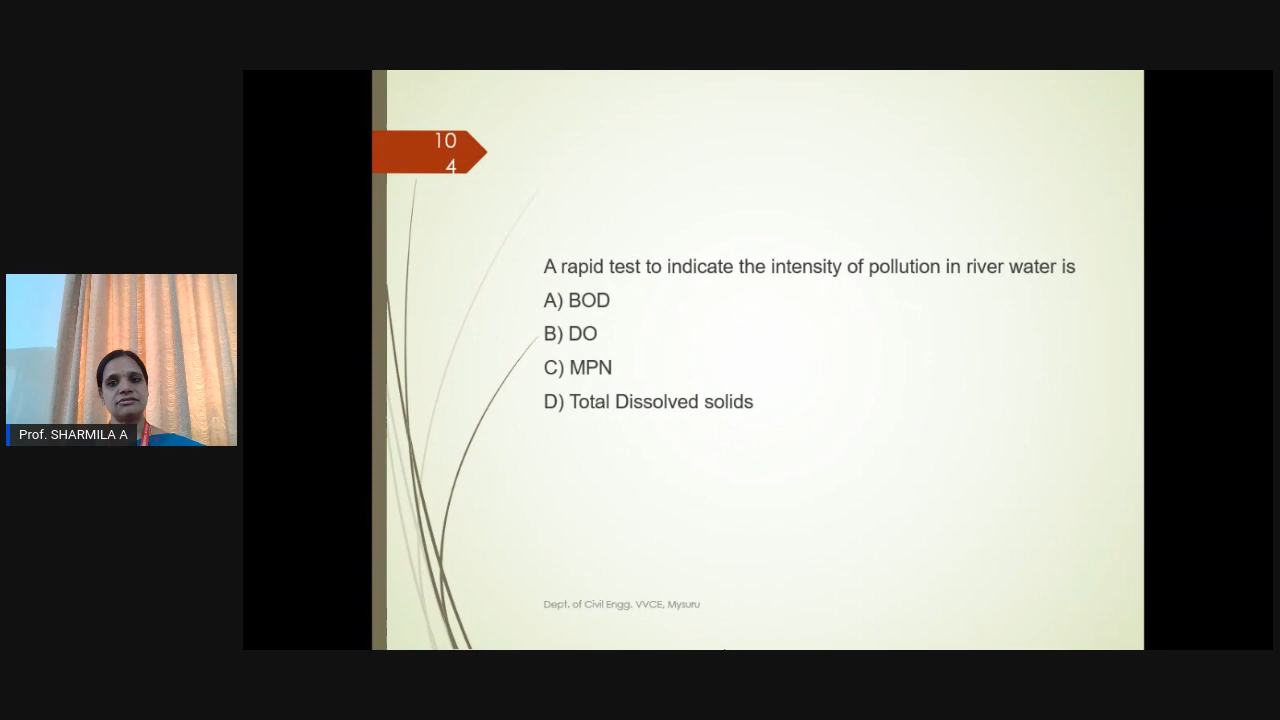 10
4
A rapid test to indicate the intensity of pollution in river water is
A) BOD
B) DO
C) MPN
D) Total Dissolved solids
Dept. of Civil Engg. VVCE, Mysuru
Prof. SHARMILA A